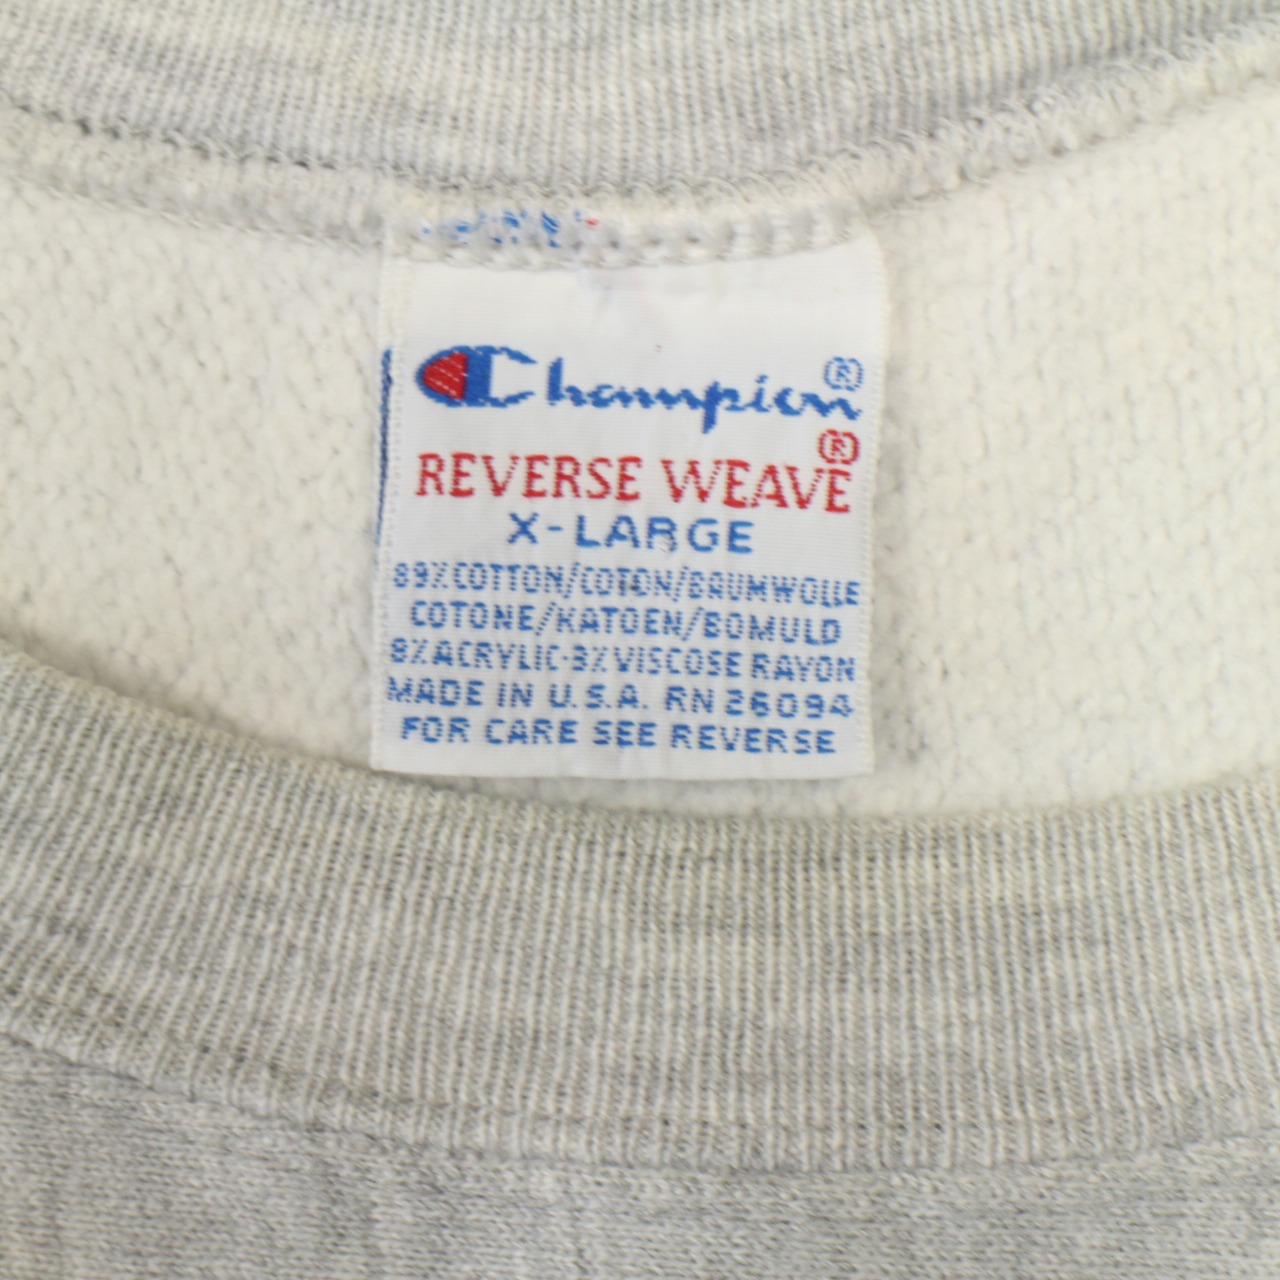 Champion®
REVERSE WEAVE®
X-LARGE
89% COTTON/COTON/BAUMWOLLE
COTONE/KATOEN/BOMULD
8% ACRYLIC·3% VISCOSE RAYON
MADE IN U.S.A. RN 26094
FOR CARE SEE REVERSE